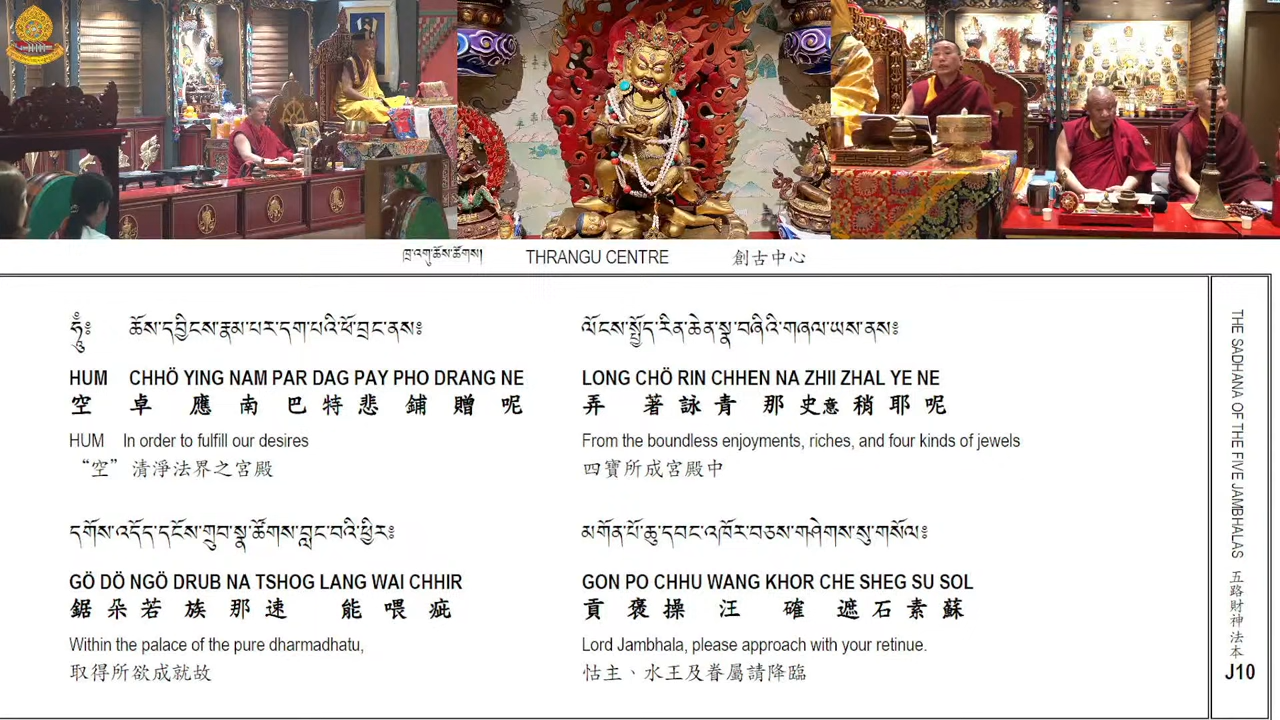 ཁྲ་འགུ་ཆོས་ཚོགས། THRANGU CENTRE 創古中心
ཧཱུྃ༔ ཆོས་དབྱིངས་རྣམ་པར་དག་པའི་ཕོ་བྲང་ནས༔
HUM CHHÖ YING NAM PAR DAG PAY PHO DRANG NE
空 卓 應 南 巴 特 悲 鋪 贈 呢
HUM In order to fulfill our desires
“空” 清淨法界之宮殿
ལོངས་སྤྱོད་རིན་ཆེན་སྣ་བཞིའི་གཞལ་ཡས་ནས༔
LONG CHÖ RIN CHHEN NA ZHII ZHAL YE NE
弄 著 詠 青 那 史意 稍 耶 呢
From the boundless enjoyments, riches, and four kinds of jewels
四寶所成宮殿中
དགོས་འདོད་དངོས་གྲུབ་སྣ་ཚོགས་བླང་བའི་ཕྱིར༔
GÖ DÖ NGÖ DRUB NA TSHOG LANG WAI CHHIR
鋸 朵 若 族 那 速 能 喂 疵
Within the palace of the pure dharmadhatu,
取得所欲成就故
མགོན་པོ་ཆུ་དབང་འཁོར་བཅས་གཤེགས་སུ་གསོལ༔
GON PO CHHU WANG KHOR CHE SHEG SU SOL
貢 褒 操 汪 確 遮 石 素 蘇
Lord Jambhala, please approach with your retinue.
怙主、水王及眷屬請降臨
THE SADHANA OF THE FIVE JAMBHALAS 五路財神法本
J10